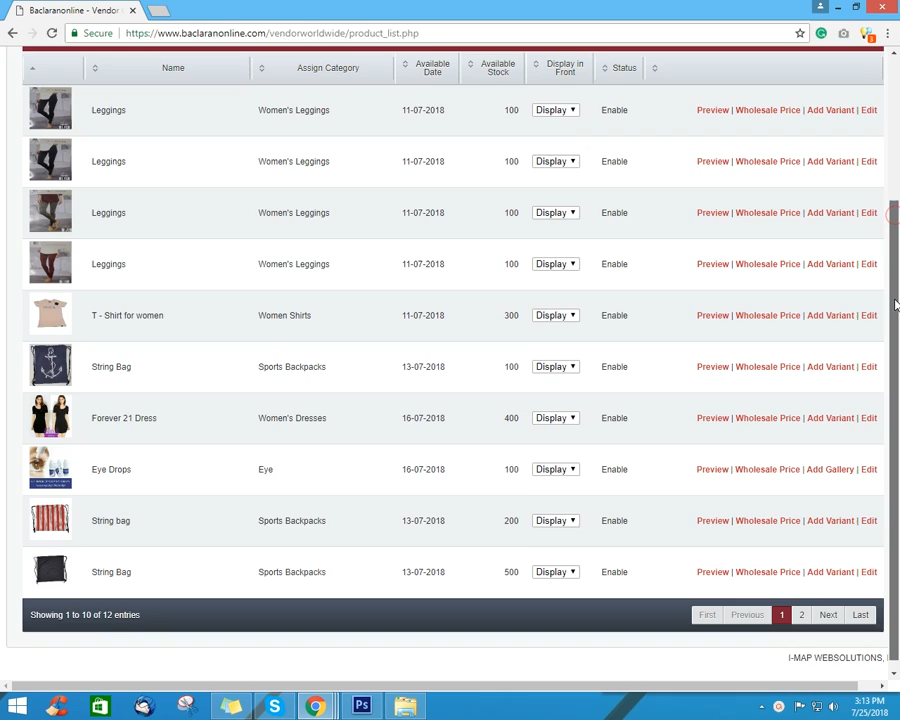 Baclaranonline - Vendor
Secure | https://www.baclaranonline.com/vendorworldwide/product_list.php
Name Assign Category Available Date Available Stock Display in Front Status
Leggings Women's Leggings 11-07-2018 100 Display Enable Preview | Wholesale Price | Add Variant | Edit
Leggings Women's Leggings 11-07-2018 100 Display Enable Preview | Wholesale Price | Add Variant | Edit
Leggings Women's Leggings 11-07-2018 100 Display Enable Preview | Wholesale Price | Add Variant | Edit
Leggings Women's Leggings 11-07-2018 100 Display Enable Preview | Wholesale Price | Add Variant | Edit
T - Shirt for women Women Shirts 11-07-2018 300 Display Enable Preview | Wholesale Price | Add Variant | Edit
String Bag Sports Backpacks 13-07-2018 100 Display Enable Preview | Wholesale Price | Add Variant | Edit
Forever 21 Dress Women's Dresses 16-07-2018 400 Display Enable Preview | Wholesale Price | Add Variant | Edit
Eye Drops Eye 16-07-2018 100 Display Enable Preview | Wholesale Price | Add Gallery | Edit
String bag Sports Backpacks 13-07-2018 200 Display Enable Preview | Wholesale Price | Add Variant | Edit
String Bag Sports Backpacks 13-07-2018 500 Display Enable Preview | Wholesale Price | Add Variant | Edit
Showing 1 to 10 of 12 entries First Previous 1 2 Next Last
I-MAP WEBSOLUTIONS,
Ps
3:13 PM
7/25/2018